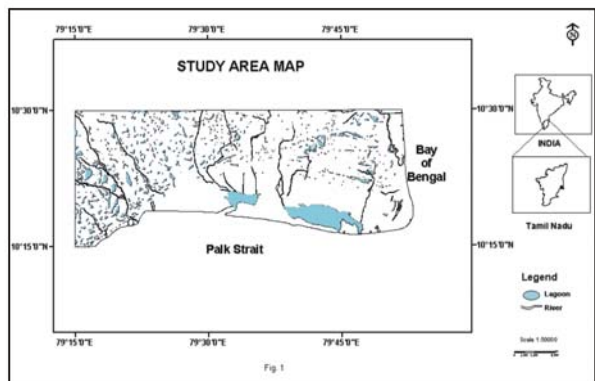 79°15'0"E 79°30'0"E 79°45'0"E
N
STUDY AREA MAP
10°30'0"N 10°30'0"N
Bay
of
Bengal
INDIA
10°15'0"N 10°15'0"N
Palk Strait
Tamil Nadu
Legend
Lagoon
River
79°15'0"E 79°30'0"E 79°45'0"E
Fig. 1